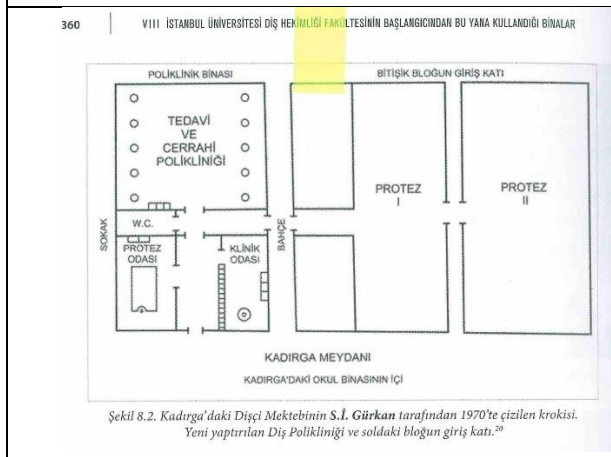 360
VIII İSTANBUL ÜNİVERSİTESİ DİŞ HEKİMLİĞİ FAKÜLTESİNİN BAŞLANGICINDAN BU YANA KULLANDIĞI BİNALAR
POLİKLİNİK BİNASI
BİTİŞİK BLOĞUN GİRİŞ KATI
TEDAVİ
VE
CERRAHİ
POLİKLİNİĞİ
PROTEZ
I
PROTEZ
II
SOKAK
W.C.
BAHÇE
PROTEZ
ODASI
KLİNİK
ODASI
KADIRGA MEYDANI
KADIRGA'DAKİ OKUL BİNASININ İÇİ
Şekil 8.2. Kadırga'daki Dişçi Mektebinin S.İ. Gürkan tarafından 1970'te çizilen krokisi.
Yeni yaptırılan Diş Polikliniği ve soldaki bloğun giriş katı.20